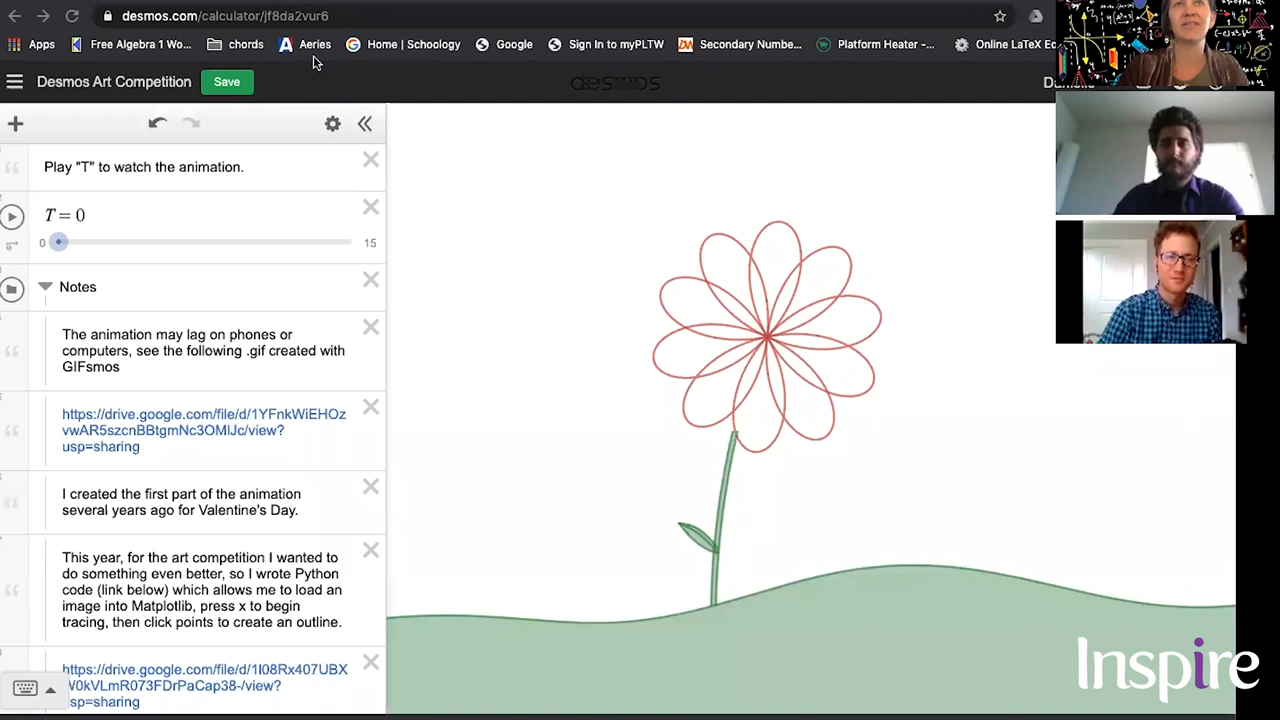 desmos.com/calculator/jf8da2vur6
Apps Free Algebra 1 Wo... chords Aeries Home | Schoology Google Sign In to myPLTW Secondary Numbe... Platform Heater -... Online LaTeX Ec
Desmos Art Competition Save desmos
Play "T" to watch the animation.
T = 0
0 15
Notes
The animation may lag on phones or
computers, see the following .gif created with
GIFsmos
https://drive.google.com/file/d/1YFnkWiEHOz
vwAR5szcnBBtgmNc3OMlJc/view?
usp=sharing
I created the first part of the animation
several years ago for Valentine's Day.
This year, for the art competition I wanted to
do something even better, so I wrote Python
code (link below) which allows me to load an
image into Matplotlib, press x to begin
tracing, then click points to create an outline.
https://drive.google.com/file/d/1I08Rx407UBX
W0kVLmR073FDrPaCap38-/view?
sp=sharing
Inspire